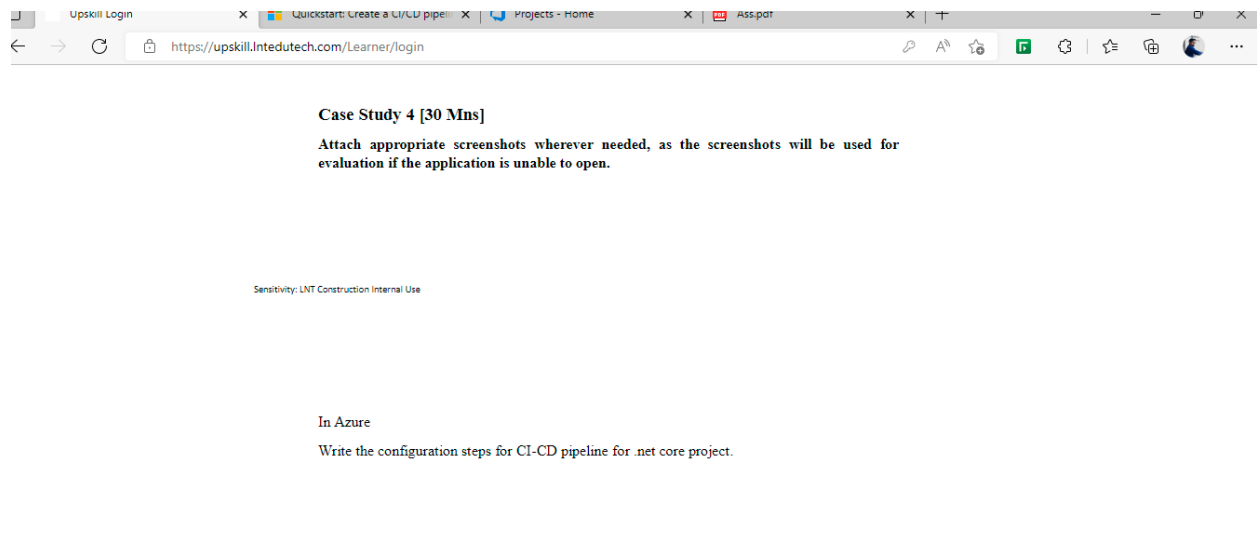 Upskill Login
Quickstart: Create a CI/CD pipeli
Projects - Home
PDF
Ass.pdf
https://upskill.lntedutech.com/Learner/login
Case Study 4 [30 Mns]
Attach appropriate screenshots wherever needed, as the screenshots will be used for
evaluation if the application is unable to open.
Sensitivity: LNT Construction Internal Use
In Azure
Write the configuration steps for CI-CD pipeline for .net core project.